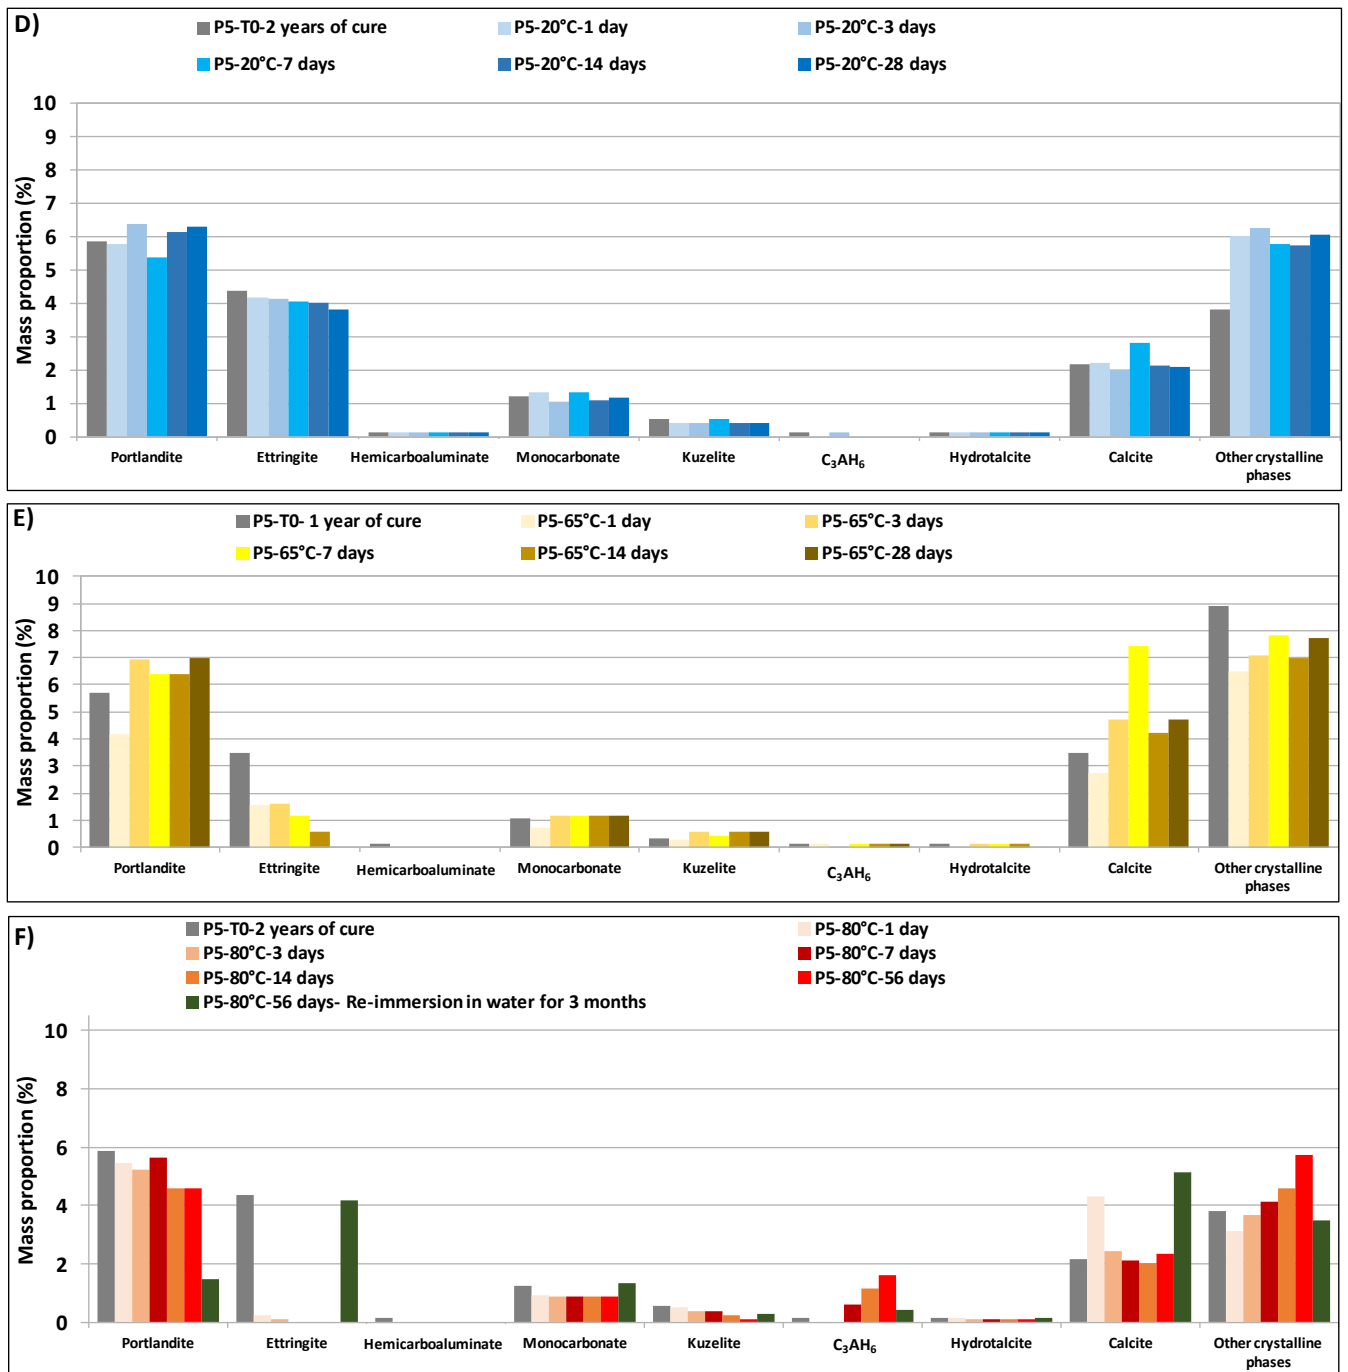 D)
P5-T0-2 years of cure P5-20°C-1 day P5-20°C-3 days
P5-20°C-7 days P5-20°C-14 days P5-20°C-28 days
10
9
8
7
6
5
4
3
2
1
0
Mass proportion (%)
Portlandite Ettringite Hemicarboaluminate Monocarbonate Kuzelite C₃AH₆ Hydrotalcite Calcite Other crystalline
phases
E)
P5-T0- 1 year of cure P5-65°C-1 day P5-65°C-3 days
P5-65°C-7 days P5-65°C-14 days P5-65°C-28 days
10
9
8
7
6
5
4
3
2
1
0
Mass proportion (%)
Portlandite Ettringite Hemicarboaluminate Monocarbonate Kuzelite C₃AH₆ Hydrotalcite Calcite Other crystalline
phases
F)
P5-T0-2 years of cure P5-80°C-1 day
P5-80°C-3 days P5-80°C-7 days
P5-80°C-14 days P5-80°C-56 days
P5-80°C-56 days- Re-immersion in water for 3 months
10
8
6
4
2
0
Mass proportion (%)
Portlandite Ettringite Hemicarboaluminate Monocarbonate Kuzelite C₃AH₆ Hydrotalcite Calcite Other crystalline
phases